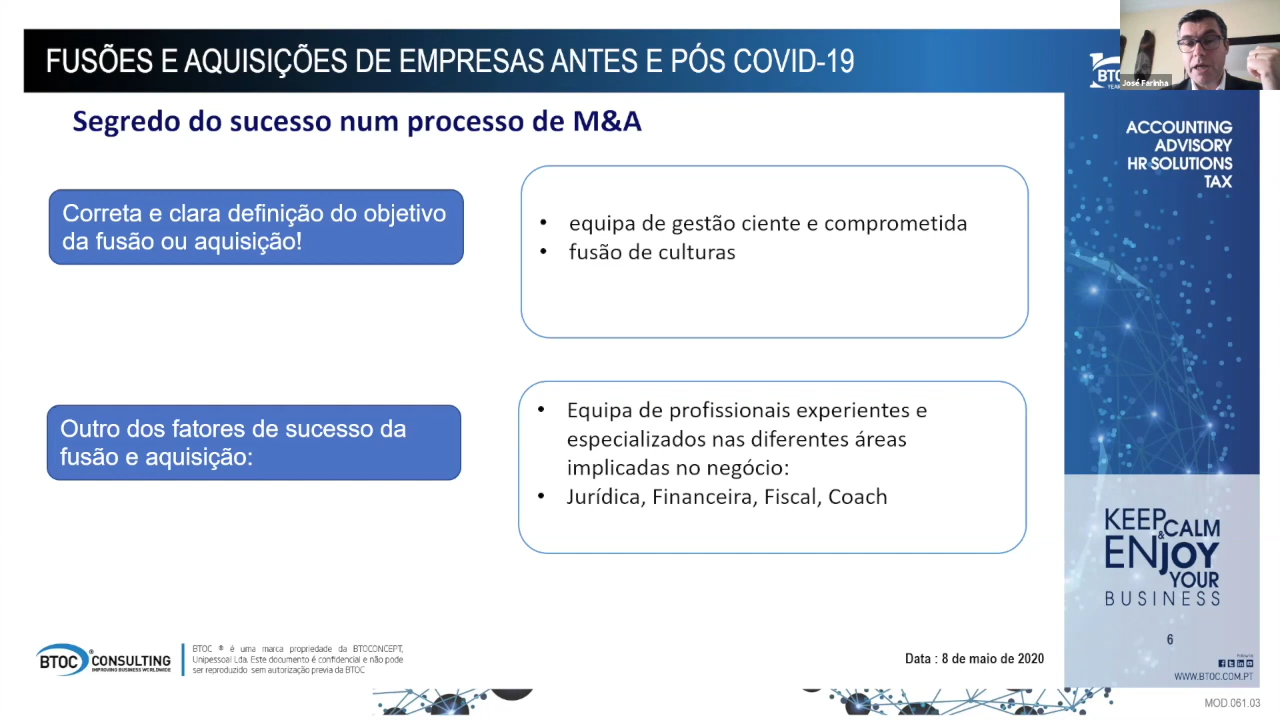 FUSÕES E AQUISIÇÕES DE EMPRESAS ANTES E PÓS COVID-19
José Farinha
Segredo do sucesso num processo de M&A
Correta e clara definição do objetivo
da fusão ou aquisição!
• equipa de gestão ciente e comprometida
• fusão de culturas
Outro dos fatores de sucesso da
fusão e aquisição:
• Equipa de profissionais experientes e
especializados nas diferentes áreas
implicadas no negócio:
• Jurídica, Financeira, Fiscal, Coach
ACCOUNTING
ADVISORY
HR SOLUTIONS
TAX
KEEP
&CALM
ENJOY
YOUR
BUSINESS
6
WWW.BTOC.COM.PT
BTOC® CONSULTING
IMPROVING BUSINESS WORLDWIDE
BTOC ® é uma marca propriedade da BTOCONCEPT,
Unipessoal Lda. Este documento é confidencial e não pode
ser reproduzido sem autorização previa da BTOC
Data : 8 de maio de 2020
MOD.061.03